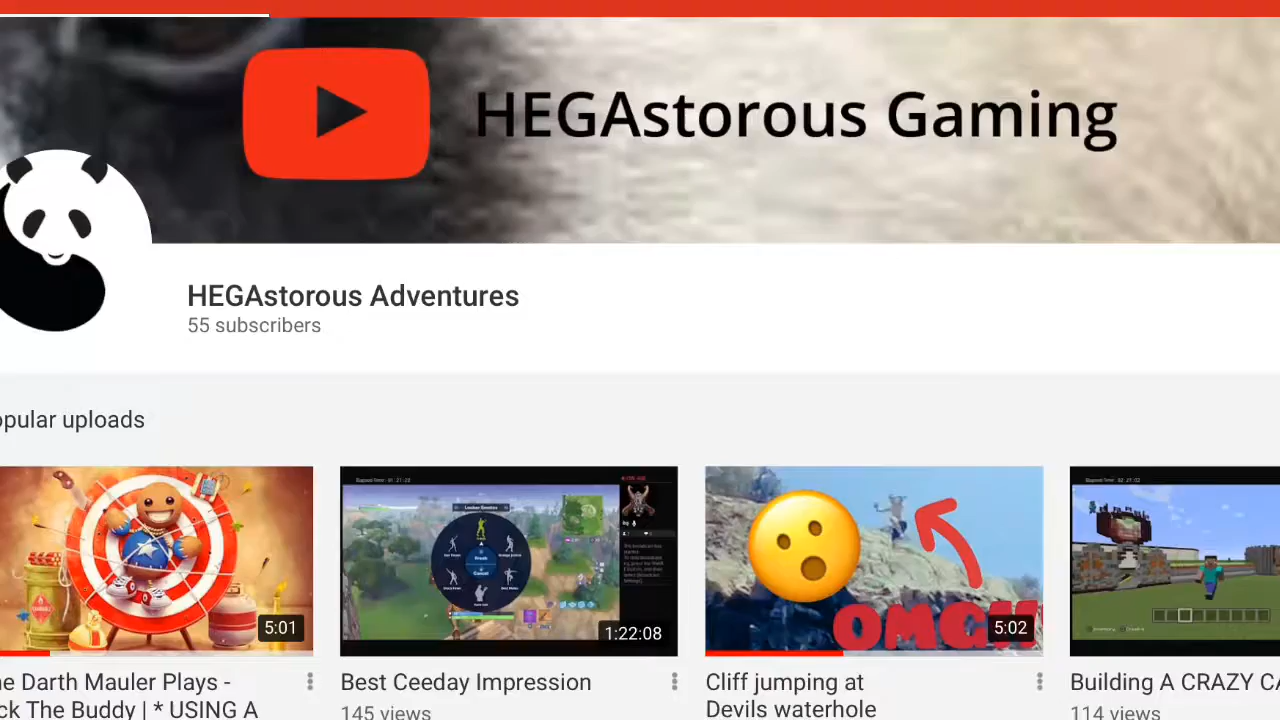 HEGAstorous Gaming
HEGAstorous Adventures
55 subscribers
opular uploads
5:01
1:22:08
OMG!!
5:02
e Darth Mauler Plays -
ck The Buddy | * USING A
Best Ceeday Impression
145 views
Cliff jumping at
Devils waterhole
Building A CRAZY CA
114 views